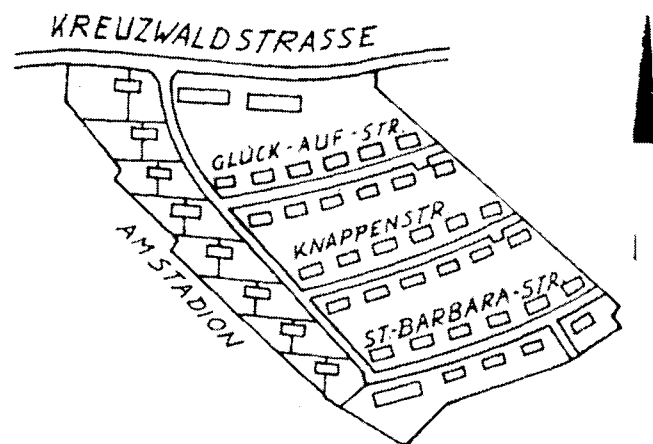 KREUZWALDSTRASSE
GLÜCK-AUF-STR.
KNAPPENSTR.
AM STADION
ST.-BARBARA-STR.